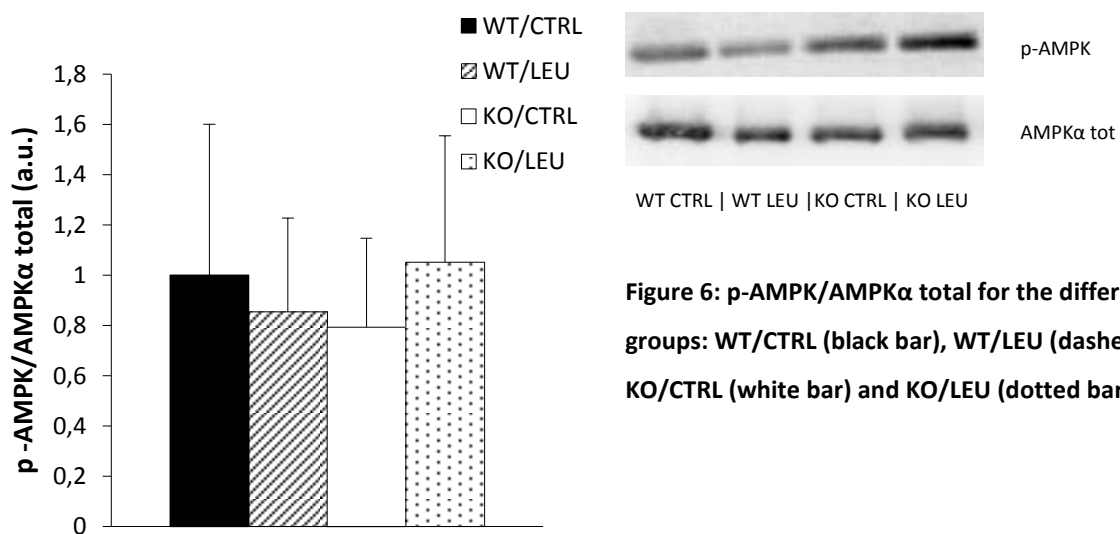 WT/CTRL
WT/LEU
KO/CTRL
KO/LEU
p -AMPK/AMPKα total (a.u.)
1,8
1,6
1,4
1,2
1
0,8
0,6
0,4
0,2
0
p-AMPK
AMPKα tot
WT CTRL | WT LEU |KO CTRL | KO LEU
Figure 6: p-AMPK/AMPKα total for the differ
groups: WT/CTRL (black bar), WT/LEU (dashe
KO/CTRL (white bar) and KO/LEU (dotted bar